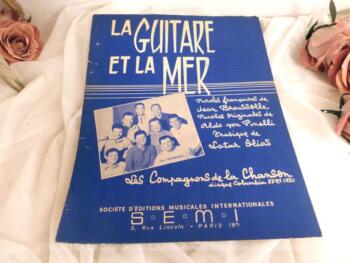 LA GUITARE
ET LA MER
Paroles françaises de
Jean Broussolle
Paroles originales de
Aldo von Pinelli
Musique de
Lotar Olias
Les Compagnons de la Chanson
disque Columbia
SOCIÉTÉ D'ÉDITIONS MUSICALES INTERNATIONALES
S.E.M.I
5, Rue Lincoln - PARIS (8e)